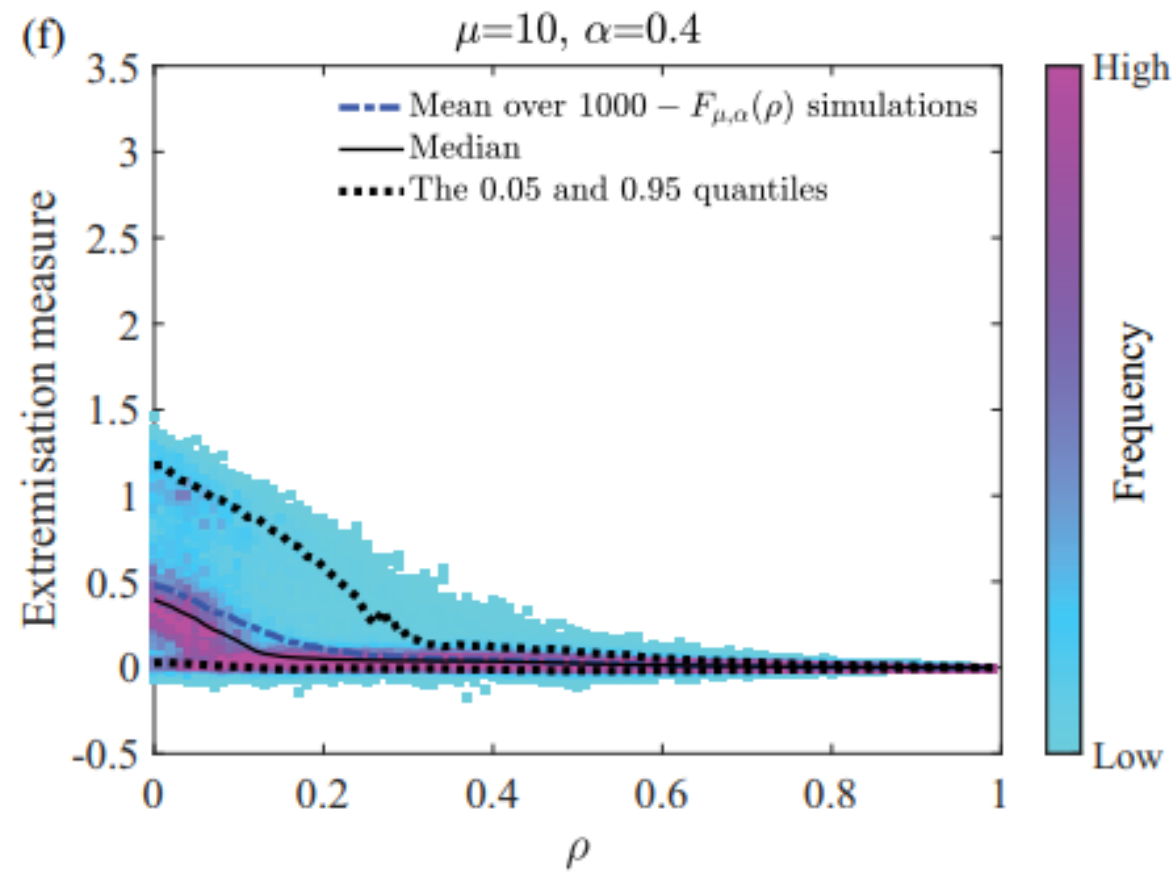 (f)
μ=10, α=0.4
High
3.5
Mean over 1000 − F_{μ,α}(ρ) simulations
3
Median
The 0.05 and 0.95 quantiles
2.5
2
1.5
1
0.5
0
-0.5
Extremisation measure
Frequency
Low
0 0.2 0.4 0.6 0.8 1
ρ